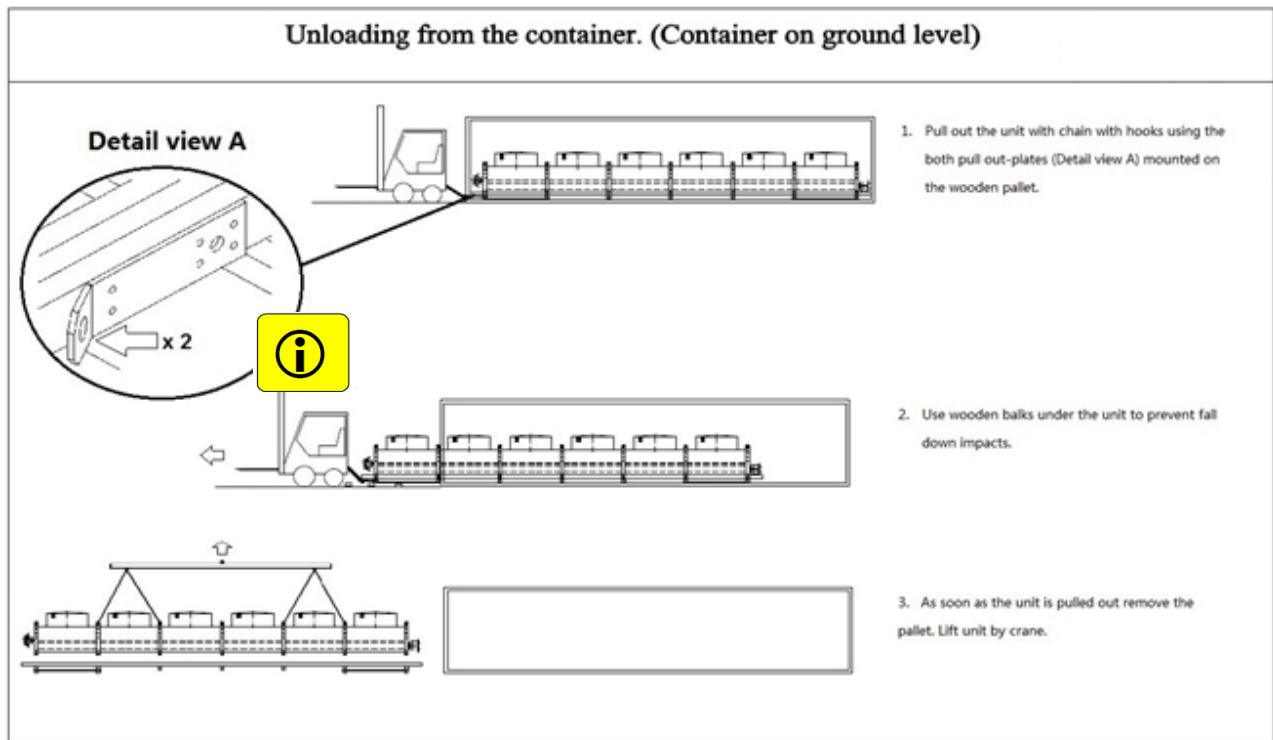 Unloading from the container. (Container on ground level)
Detail view A
x 2
i
1. Pull out the unit with chain with hooks using the
both pull out-plates (Detail view A) mounted on
the wooden pallet.
2. Use wooden balks under the unit to prevent fall
down impacts.
3. As soon as the unit is pulled out remove the
pallet. Lift unit by crane.